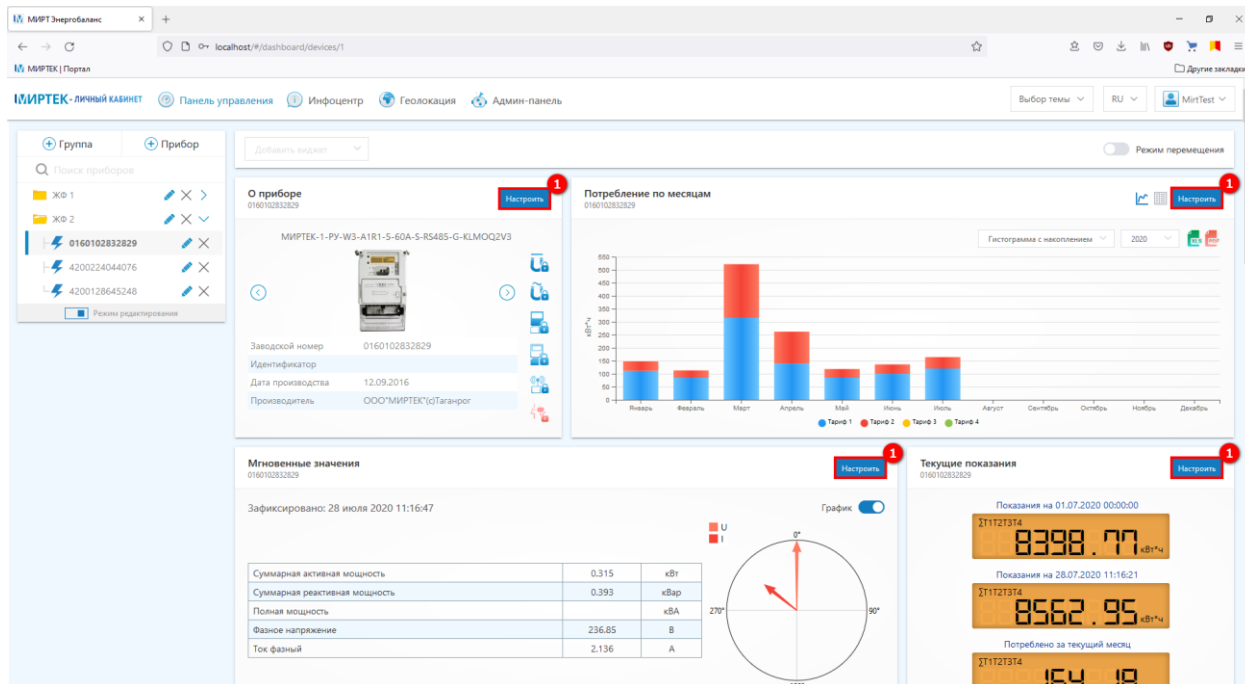 МИРТ Энергобаланс
localhost/#/dashboard/devices/1
МИРТЕК | Портал
Другие закладки
МИРТЕК - ЛИЧНЫЙ КАБИНЕТ
Панель управления
Инфоцентр
Геолокация
Админ-панель
Выбор темы
RU
MirtTest
Группа
Прибор
Поиск приборов
ЖФ 1
ЖФ 2
0160102832829
4200224044076
4200128645248
Режим редактирования
Добавить виджет
Режим перемещения
О приборе
0160102832829
Настроить
1
МИРТЕК-1-РУ-W3-A1R1-5-60A-S-RS485-G-KLMOQ2V3
Заводской номер 0160102832829
Идентификатор
Дата производства 12.09.2016
Производитель ООО"МИРТЕК"(с)Таганрог
Потребление по месяцам
0160102832829
Настроить
1
Гистограмма с накоплением
2020
XLS
PDF
кВт*ч
550
500
450
400
350
300
250
200
150
100
50
0
Январь Февраль Март Апрель Май Июнь Июль Август Сентябрь Октябрь Ноябрь Декабрь
Тариф 1 Тариф 2 Тариф 3 Тариф 4
Мгновенные значения
0160102832829
Настроить
1
Зафиксировано: 28 июля 2020 11:16:47
График
U
I
0°
90°
270°
Суммарная активная мощность 0.315 кВт
Суммарная реактивная мощность 0.393 кВар
Полная мощность кВА
Фазное напряжение 236.85 В
Ток фазный 2.136 А
Текущие показания
0160102832829
Настроить
1
Показания на 01.07.2020 00:00:00
ΣT1T2T3T4
8398.77 кВт*ч
Показания на 28.07.2020 11:16:21
ΣT1T2T3T4
8562.95 кВт*ч
Потреблено за текущий месяц
ΣT1T2T3T4
164.18